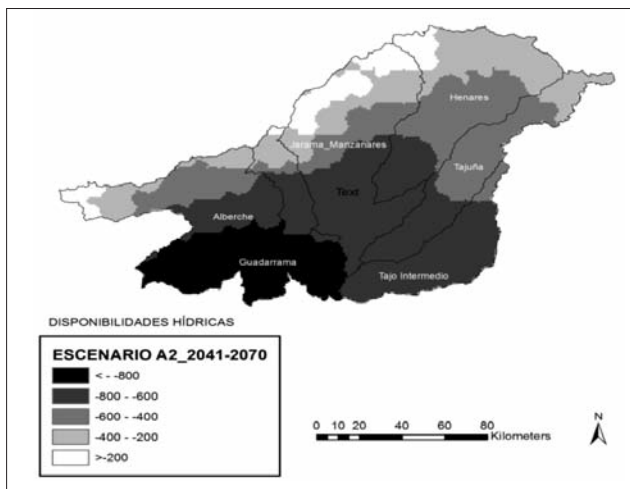 Henares
Jarama_Manzanares
Tajuña
Text
Alberche
Guadarrama
Tajo Intermedio
DISPONIBILIDADES HÍDRICAS
ESCENARIO A2_2041-2070
< - -800
-800 - -600
-600 - -400
-400 - -200
>-200
0 10 20 40 60 80
Kilometers
N